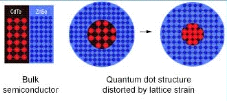 CdTe ZnSe
Bulk
semiconductor
Quantum dot structure
distorted by lattice strain